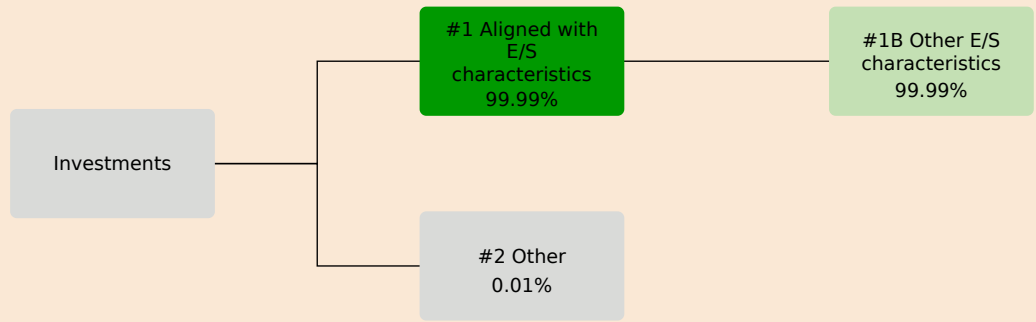 Investments
#1 Aligned with
E/S
characteristics
99.99%
#1B Other E/S
characteristics
99.99%
#2 Other
0.01%